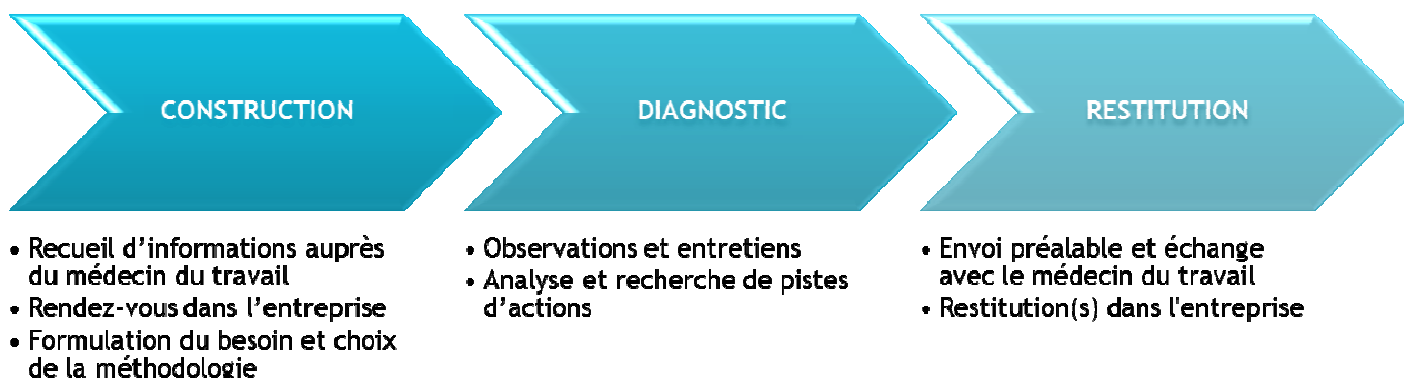 CONSTRUCTION
• Recueil d’informations auprès
du médecin du travail
• Rendez-vous dans l’entreprise
• Formulation du besoin et choix
de la méthodologie
DIAGNOSTIC
• Observations et entretiens
• Analyse et recherche de pistes
d’actions
RESTITUTION
• Envoi préalable et échange
avec le médecin du travail
• Restitution(s) dans l'entreprise